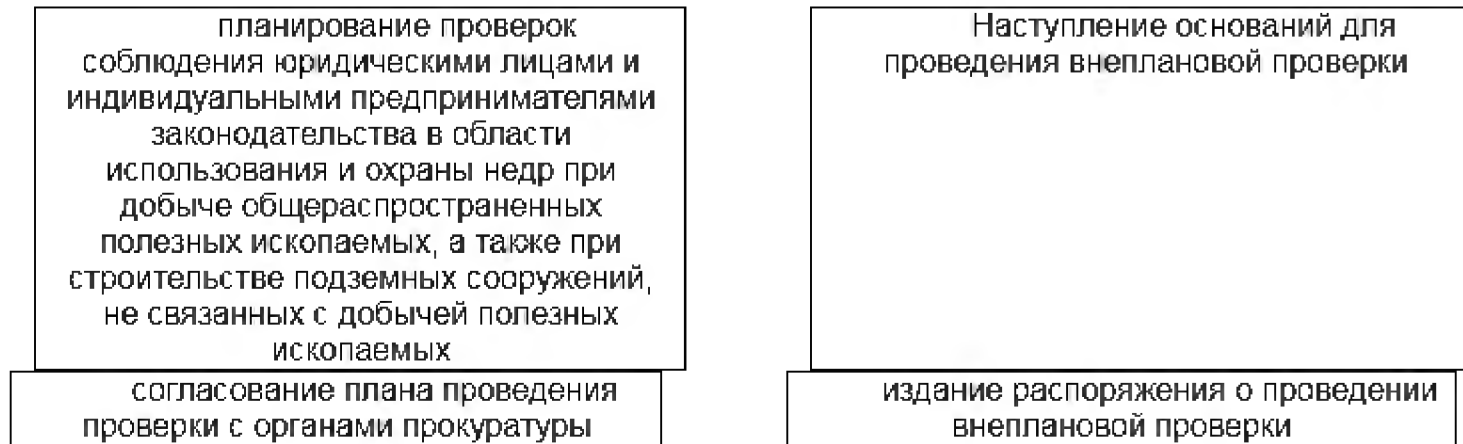 планирование проверок
соблюдения юридическими лицами и
индивидуальными предпринимателями
законодательства в области
использования и охраны недр при
добыче общераспространенных
полезных ископаемых, а также при
строительстве подземных сооружений,
не связанных с добычей полезных
ископаемых
Наступление оснований для
проведения внеплановой проверки
согласование плана проведения
проверки с органами прокуратуры
издание распоряжения о проведении
внеплановой проверки